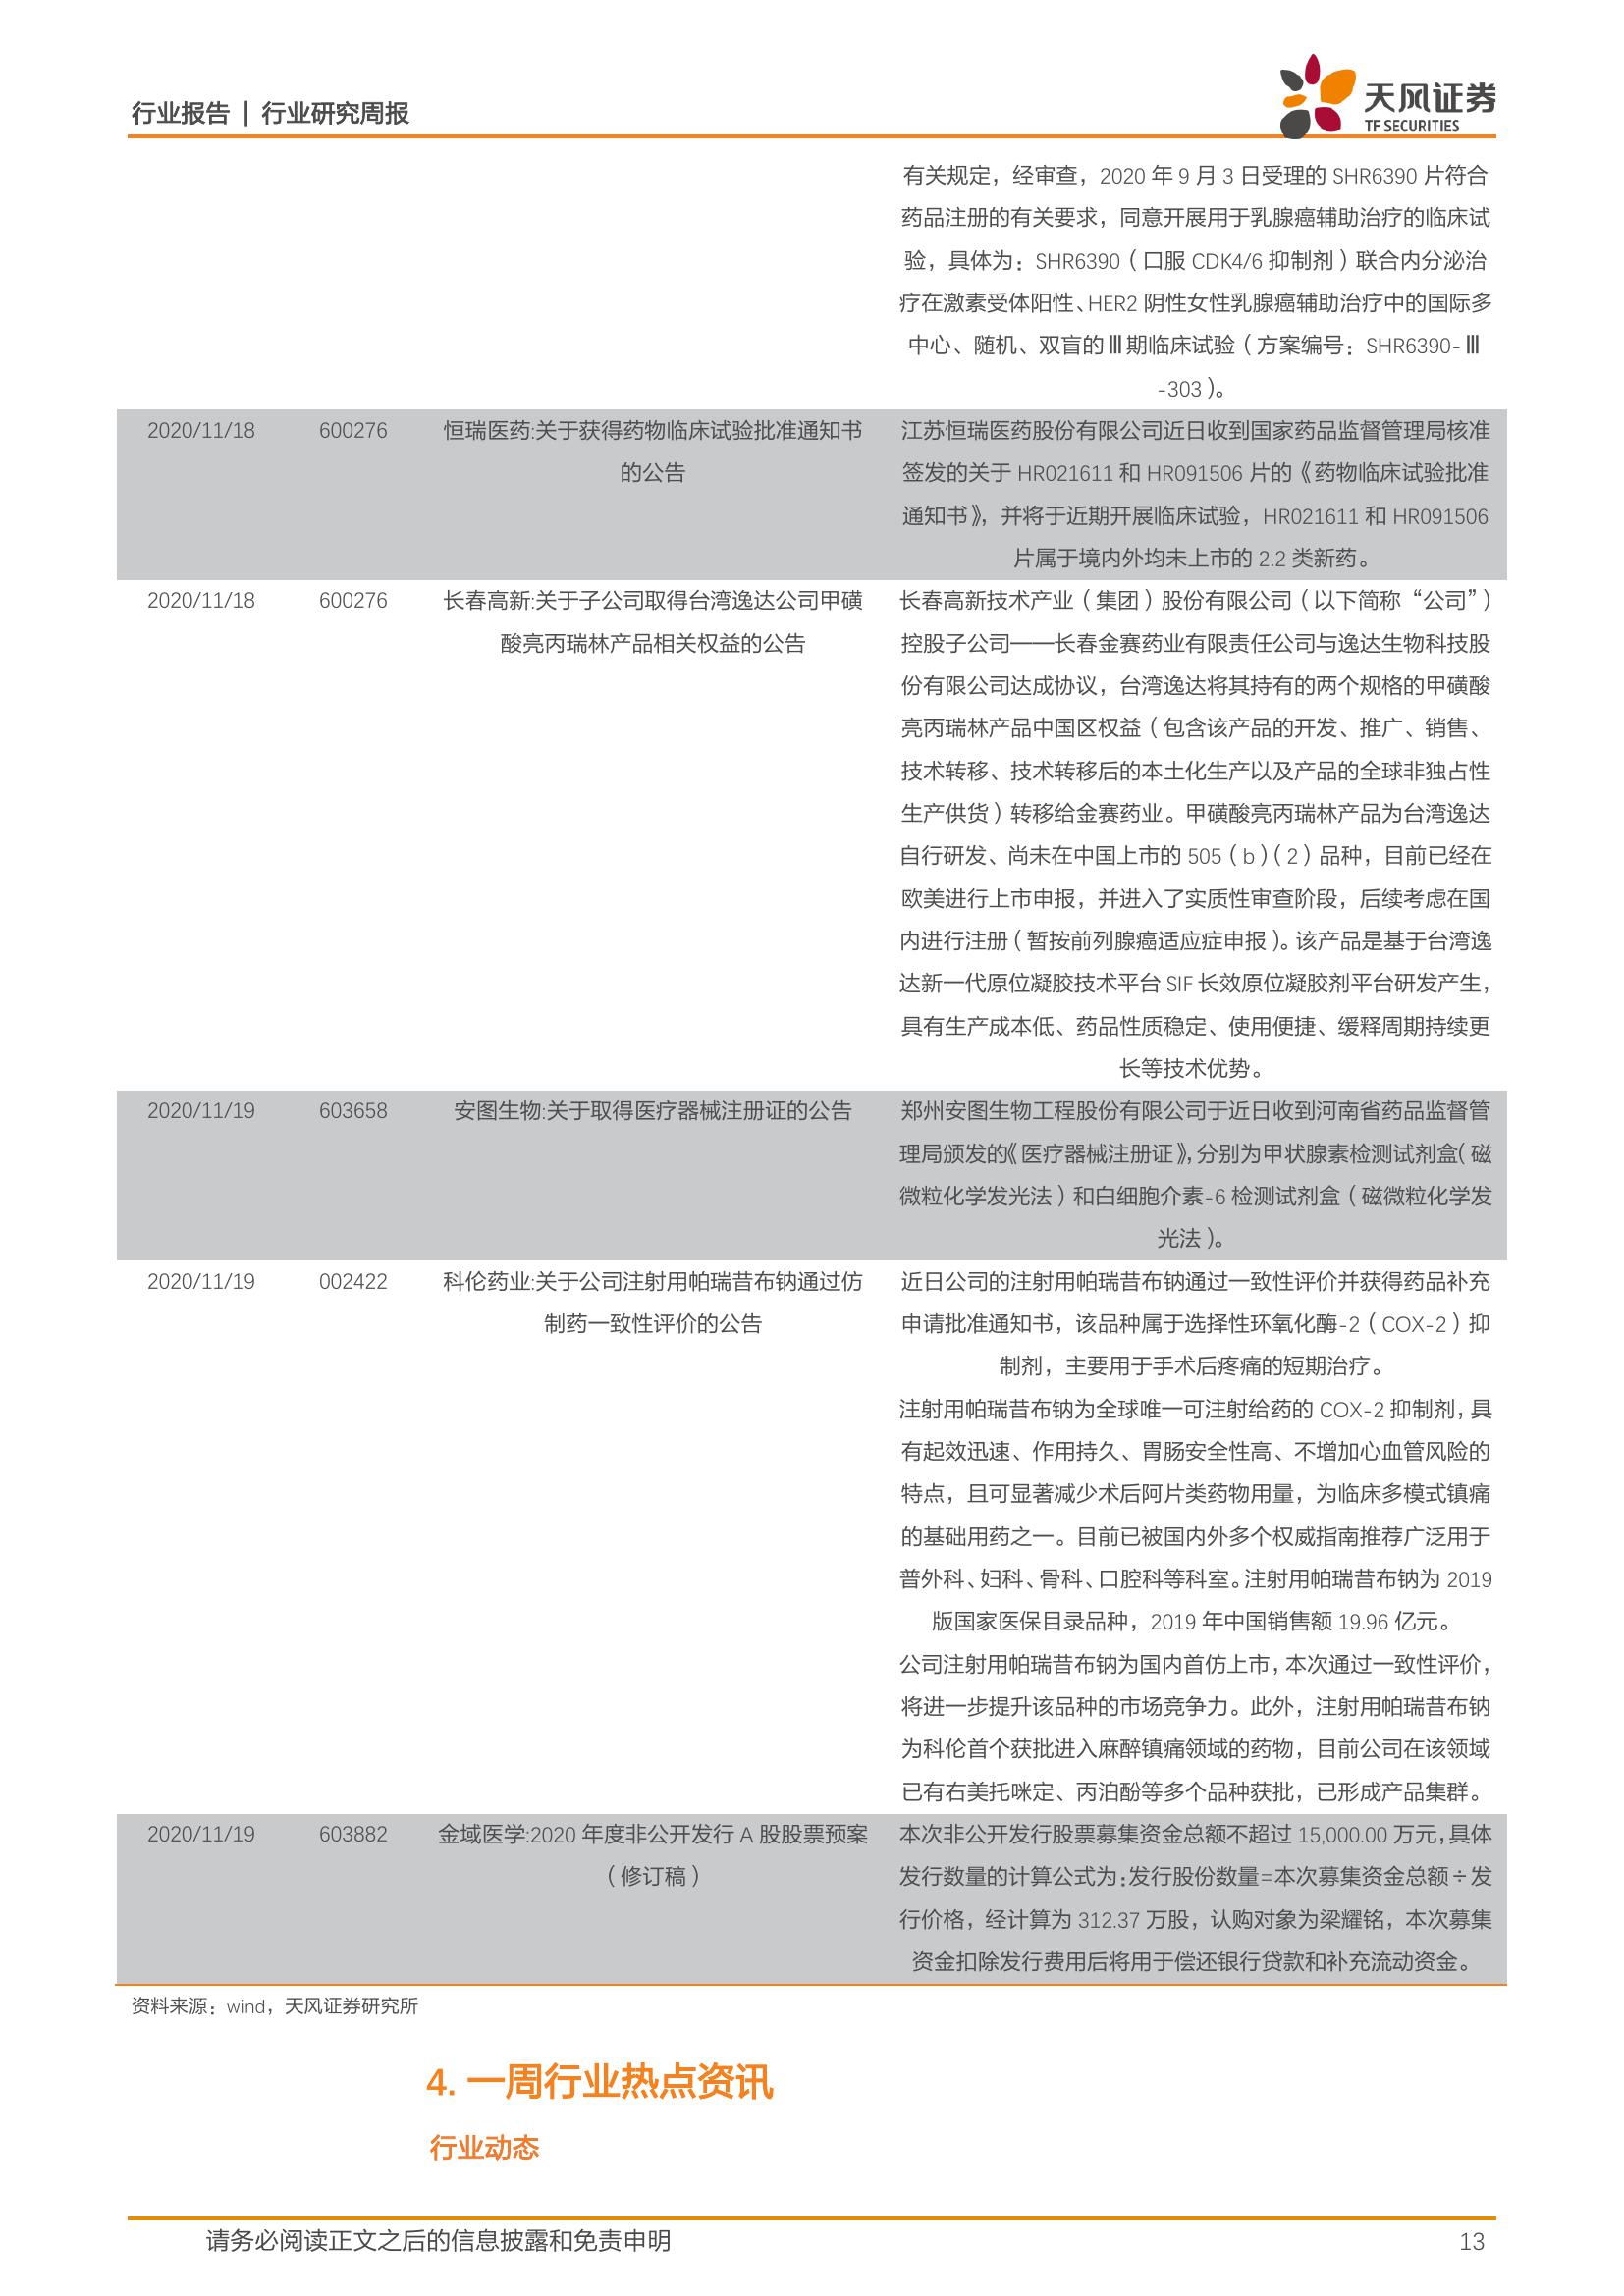 行业报告 | 行业研究周报
天风证券
TF SECURITIES
有关规定，经审查，2020 年 9 月 3 日受理的 SHR6390 片符合
药品注册的有关要求，同意开展用于乳腺癌辅助治疗的临床试
验，具体为：SHR6390（口服 CDK4/6 抑制剂）联合内分泌治
疗在激素受体阳性、HER2 阴性女性乳腺癌辅助治疗中的国际多
中心、随机、双盲的Ⅲ期临床试验（方案编号：SHR6390-Ⅲ
-303）。
2020/11/18 600276 恒瑞医药:关于获得药物临床试验批准通知书
的公告
江苏恒瑞医药股份有限公司近日收到国家药品监督管理局核准
签发的关于 HR021611 和 HR091506 片的《药物临床试验批准
通知书》，并将于近期开展临床试验，HR021611 和 HR091506
片属于境内外均未上市的 2.2 类新药。
2020/11/18 600276 长春高新:关于子公司取得台湾逸达公司甲磺
酸亮丙瑞林产品相关权益的公告
长春高新技术产业（集团）股份有限公司（以下简称“公司”）
控股子公司——长春金赛药业有限责任公司与逸达生物科技股
份有限公司达成协议，台湾逸达将其持有的两个规格的甲磺酸
亮丙瑞林产品中国区权益（包含该产品的开发、推广、销售、
技术转移、技术转移后的本土化生产以及产品的全球非独占性
生产供货）转移给金赛药业。甲磺酸亮丙瑞林产品为台湾逸达
自行研发、尚未在中国上市的 505（b）（2）品种，目前已经在
欧美进行上市申报，并进入了实质性审查阶段，后续考虑在国
内进行注册（暂按前列腺癌适应症申报）。该产品是基于台湾逸
达新一代原位凝胶技术平台 SIF 长效原位凝胶剂平台研发产生，
具有生产成本低、药品性质稳定、使用便捷、缓释周期持续更
长等技术优势。
2020/11/19 603658 安图生物:关于取得医疗器械注册证的公告
郑州安图生物工程股份有限公司于近日收到河南省药品监督管
理局颁发的《医疗器械注册证》，分别为甲状腺素检测试剂盒（磁
微粒化学发光法）和白细胞介素-6 检测试剂盒（磁微粒化学发
光法）。
2020/11/19 002422 科伦药业:关于公司注射用帕瑞昔布钠通过仿
制药一致性评价的公告
近日公司的注射用帕瑞昔布钠通过一致性评价并获得药品补充
申请批准通知书，该品种属于选择性环氧化酶-2（COX-2）抑
制剂，主要用于手术后疼痛的短期治疗。
注射用帕瑞昔布钠为全球唯一可注射给药的 COX-2 抑制剂，具
有起效迅速、作用持久、胃肠安全性高、不增加心血管风险的
特点，且可显著减少术后阿片类药物用量，为临床多模式镇痛
的基础用药之一。目前已被国内外多个权威指南推荐广泛用于
普外科、妇科、骨科、口腔科等科室。注射用帕瑞昔布钠为 2019
版国家医保目录品种，2019 年中国销售额 19.96 亿元。
公司注射用帕瑞昔布钠为国内首仿上市，本次通过一致性评价，
将进一步提升该品种的市场竞争力。此外，注射用帕瑞昔布钠
为科伦首个获批进入麻醉镇痛领域的药物，目前公司在该领域
已有右美托咪定、丙泊酚等多个品种获批，已形成产品集群。
2020/11/19 603882 金域医学:2020 年度非公开发行 A 股股票预案
（修订稿）
本次非公开发行股票募集资金总额不超过 15,000.00 万元，具体
发行数量的计算公式为：发行股份数量=本次募集资金总额÷发
行价格，经计算为 312.37 万股，认购对象为梁耀铭，本次募集
资金扣除发行费用后将用于偿还银行贷款和补充流动资金。
资料来源：wind，天风证券研究所
4. 一周行业热点资讯
行业动态
请务必阅读正文之后的信息披露和免责申明
13